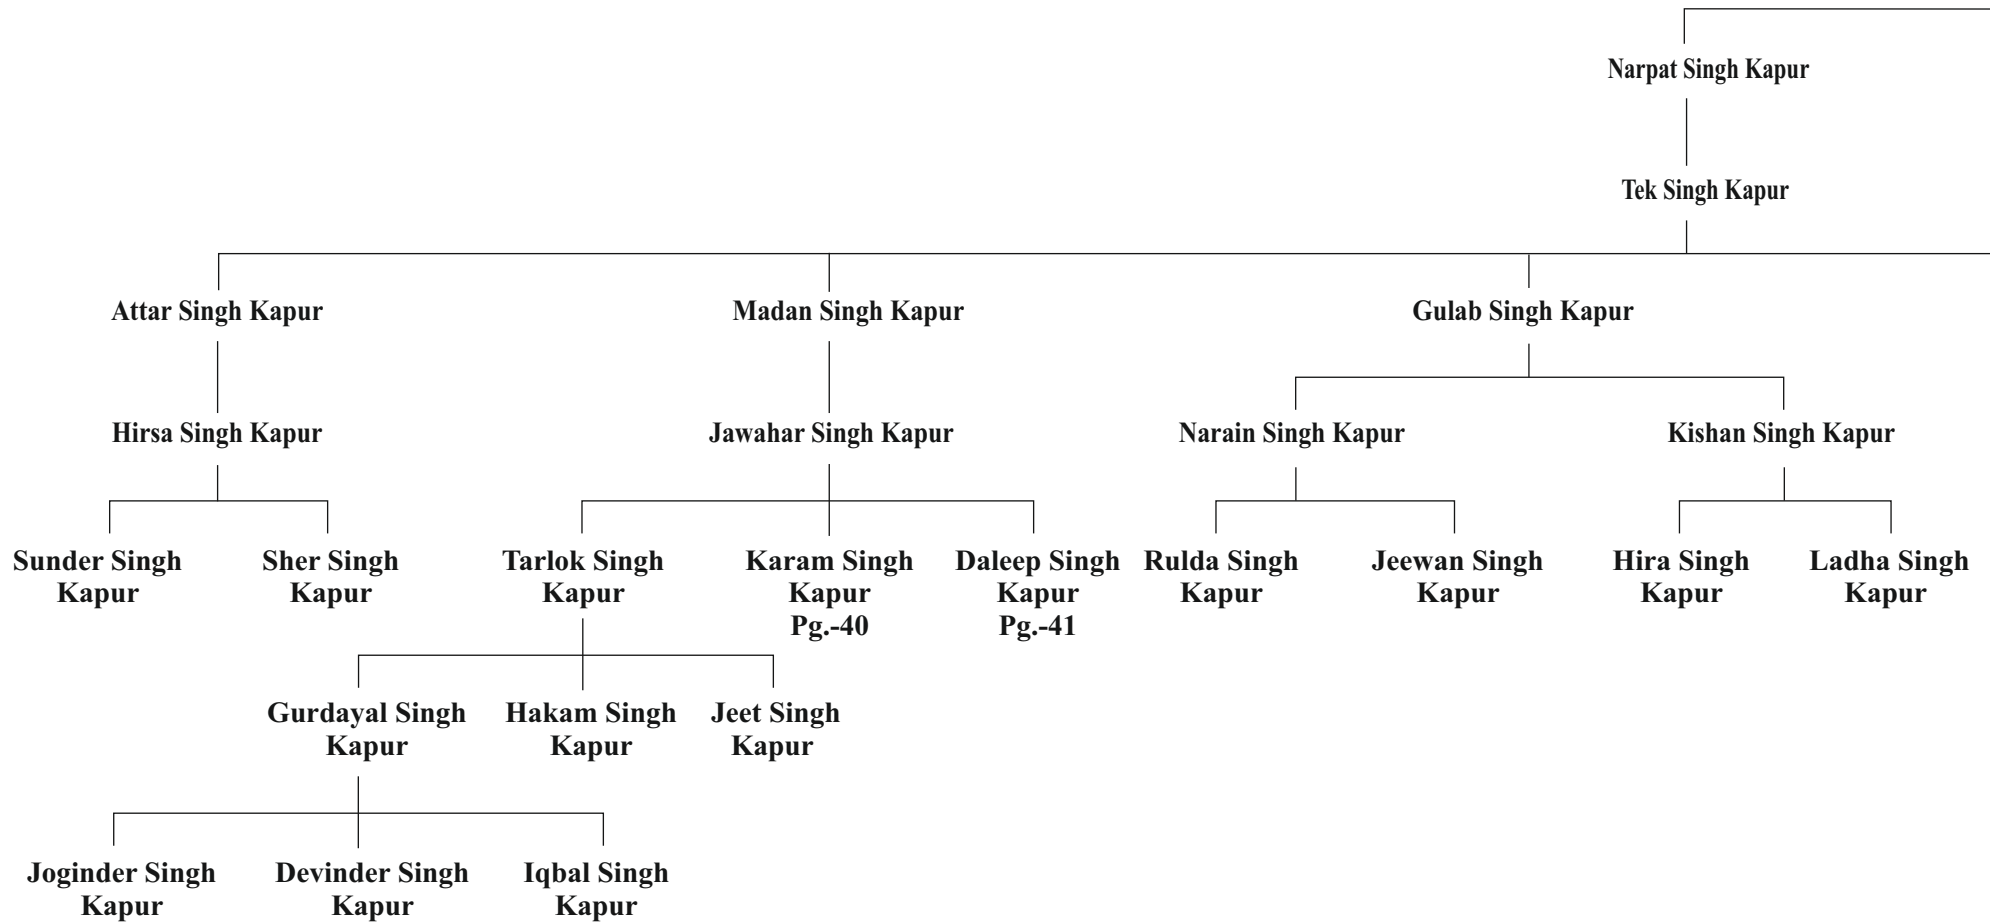 Narpat Singh Kapur
Tek Singh Kapur
Attar Singh Kapur
Madan Singh Kapur
Gulab Singh Kapur
Hirsa Singh Kapur
Jawahar Singh Kapur
Narain Singh Kapur
Kishan Singh Kapur
Sunder Singh
Kapur
Sher Singh
Kapur
Tarlok Singh
Kapur
Karam Singh
Kapur
Pg.-40
Daleep Singh
Kapur
Pg.-41
Rulda Singh
Kapur
Jeewan Singh
Kapur
Hira Singh
Kapur
Ladha Singh
Kapur
Gurdayal Singh
Kapur
Hakam Singh
Kapur
Jeet Singh
Kapur
Joginder Singh
Kapur
Devinder Singh
Kapur
Iqbal Singh
Kapur